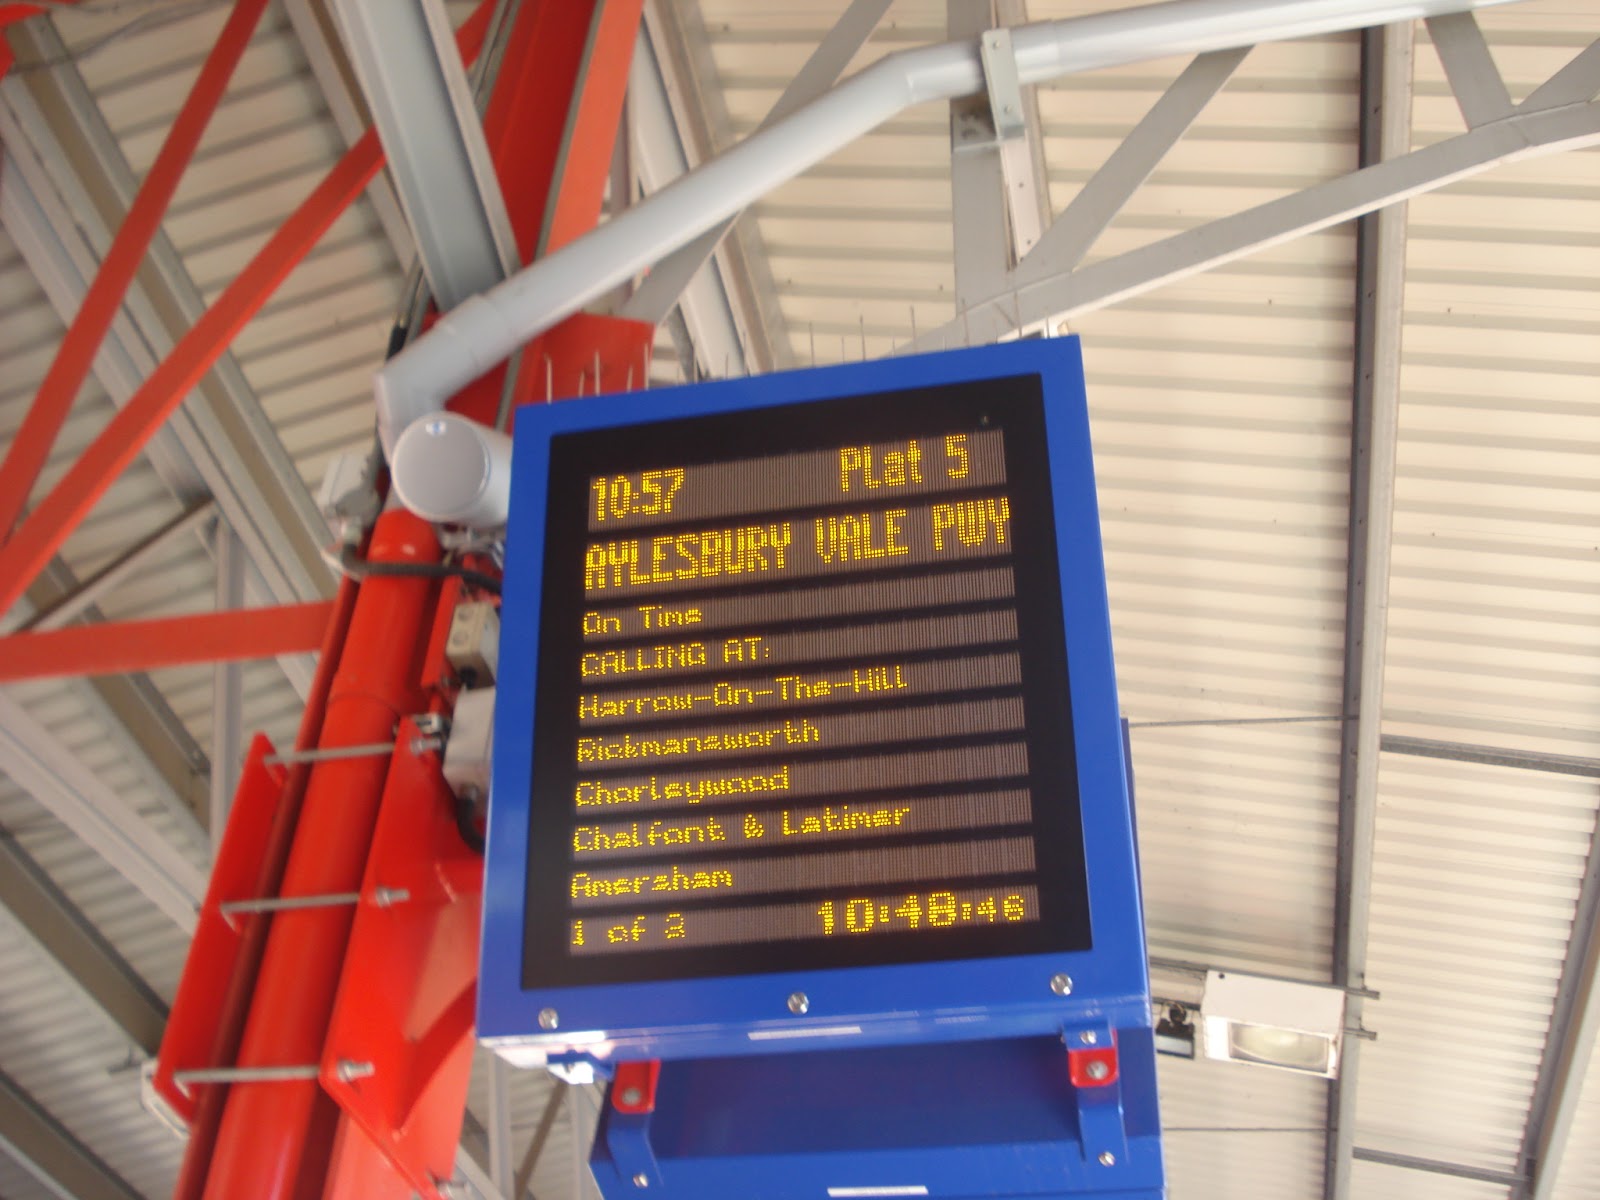 10:57 Plat 5
AYLESBURY VALE PWY
On Time
CALLING AT:
Harrow-On-The-Hill
Rickmansworth
Chorleywood
Chalfont & Latimer
Amersham
1 of 2 10:48:46